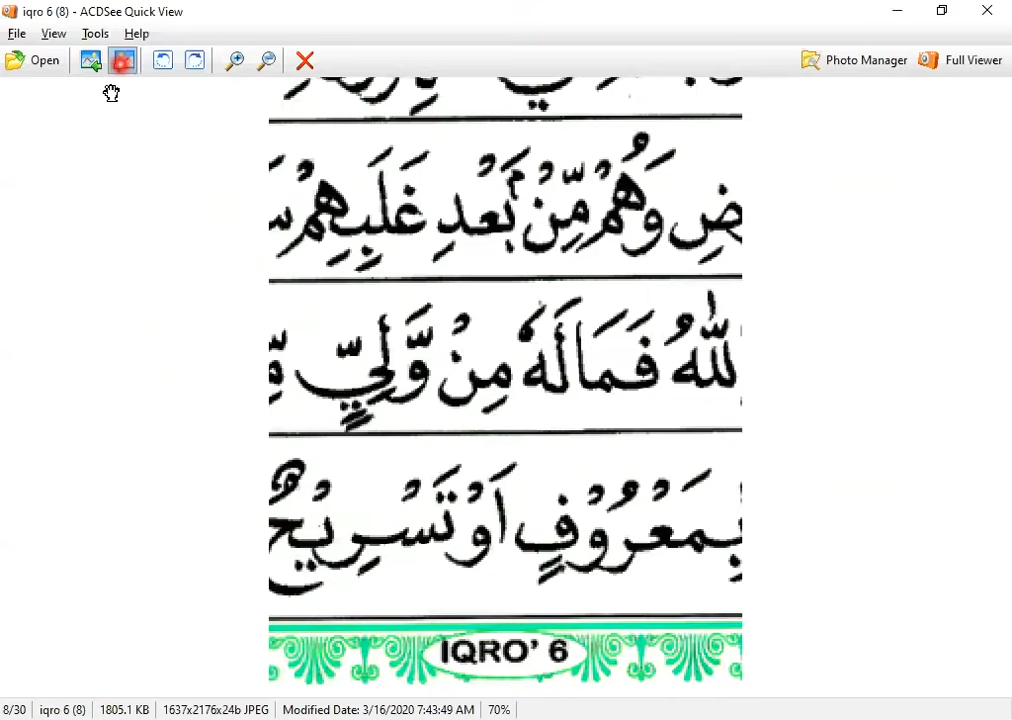 iqro 6 (8) - ACDSee Quick View
File View Tools Help
Open Photo Manager Full Viewer
وَهُمْ مِّنْۢ بَعْدِ غَلَبِهِمْ
للهُ فَمَا لَهٗ مِنْ وَّلِيٍّ
بِمَعْرُوْفٍ اَوْ تَسْرِيْحٌ
IQRO' 6
8/30 iqro 6 (8) 1805.1 KB 1637x2176x24b JPEG Modified Date: 3/16/2020 7:43:49 AM 70%